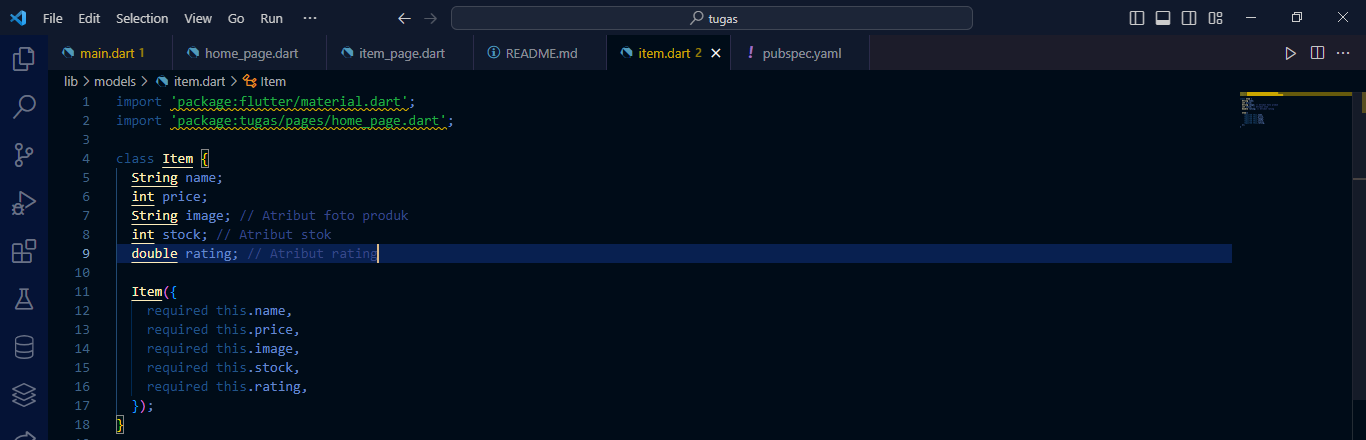 File Edit Selection View Go Run ···
tugas
main.dart 1 home_page.dart item_page.dart README.md item.dart 2 pubspec.yaml
lib > models > item.dart > Item
1 import 'package:flutter/material.dart';
2 import 'package:tugas/pages/home_page.dart';
3
4 class Item {
5 String name;
6 int price;
7 String image; // Atribut foto produk
8 int stock; // Atribut stok
9 double rating; // Atribut rating
10
11 Item({
12 required this.name,
13 required this.price,
14 required this.image,
15 required this.stock,
16 required this.rating,
17 });
18 }